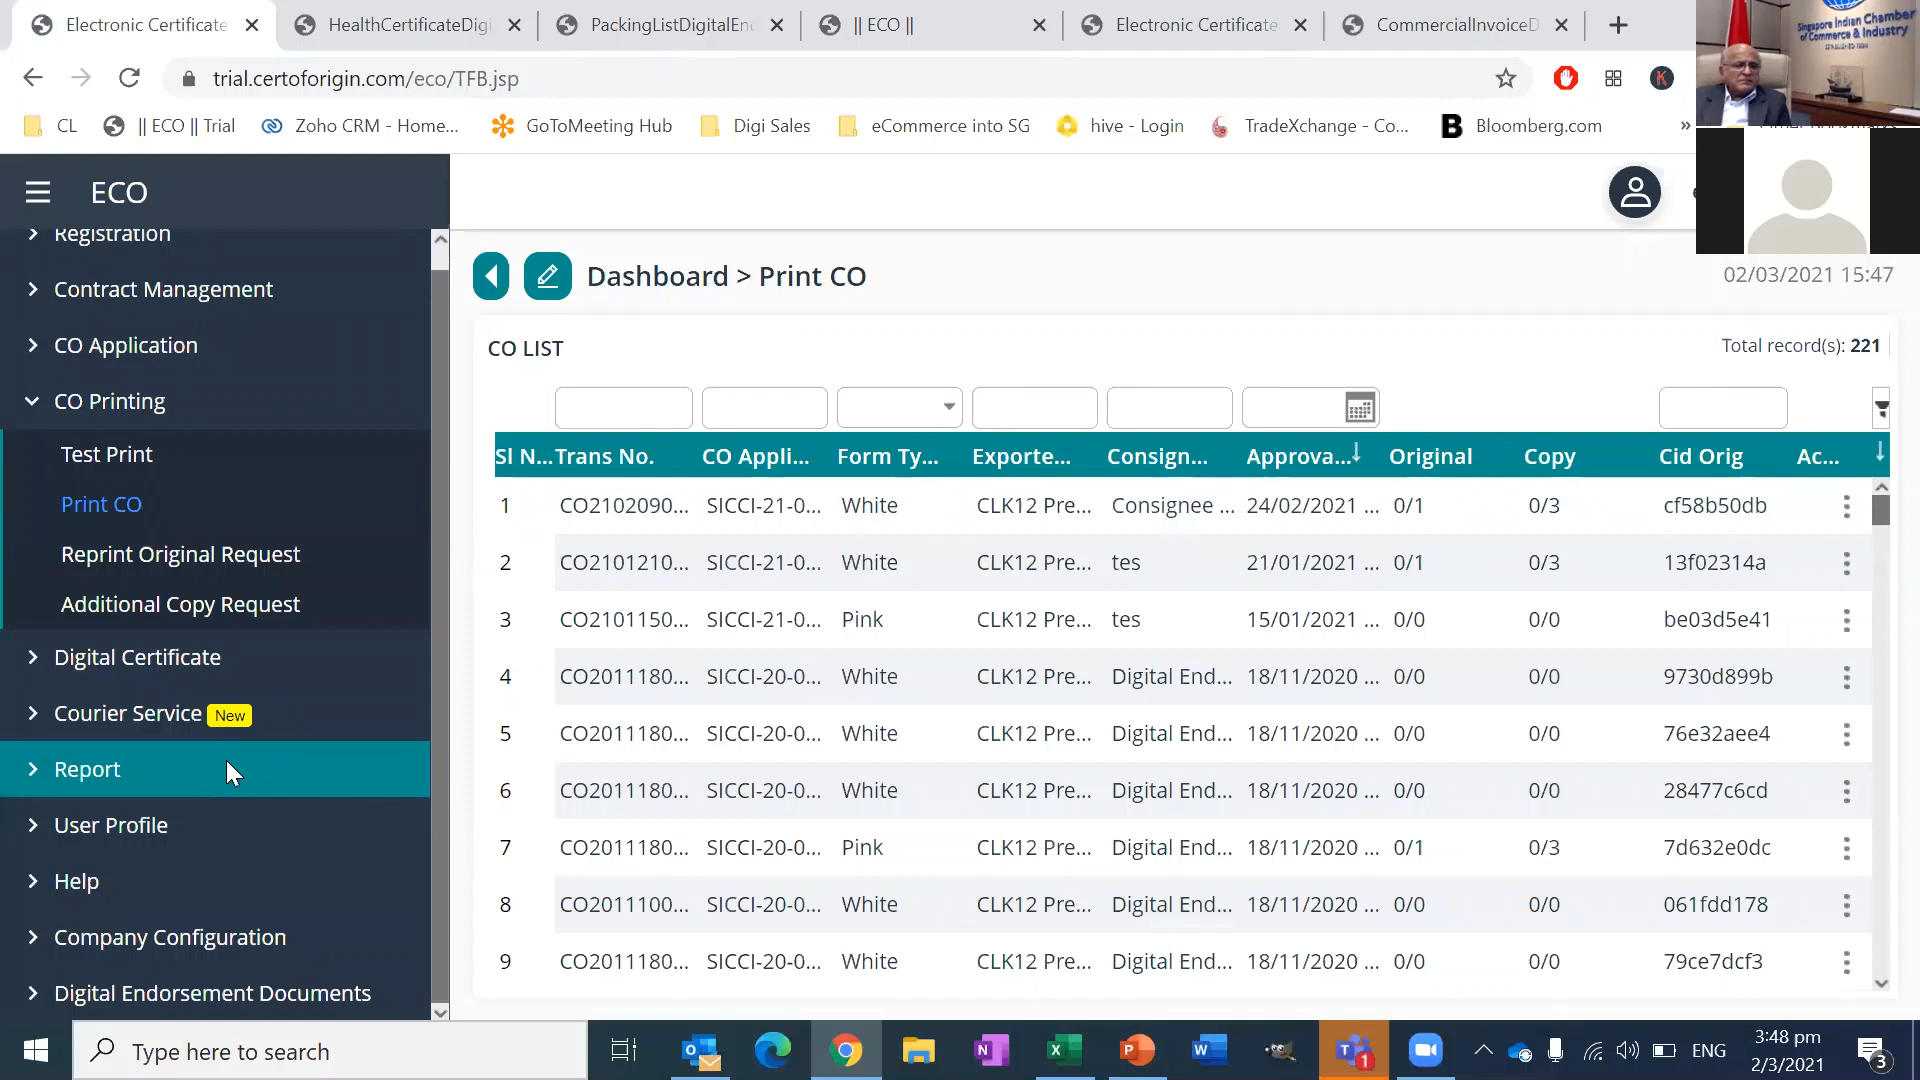 Electronic Certificate
HealthCertificateDigi
PackingListDigitalEnd
|| ECO ||
Electronic Certificate
CommercialInvoiceD
Singapore Indian Chamber
of Commerce & Industry
trial.certoforigin.com/eco/TFB.jsp
K
CL
|| ECO || Trial
Zoho CRM - Home...
GoToMeeting Hub
Digi Sales
eCommerce into SG
hive - Login
TradeXchange - Co...
B Bloomberg.com
»
ECO
Registration
Contract Management
CO Application
CO Printing
Test Print
Print CO
Reprint Original Request
Additional Copy Request
Digital Certificate
Courier Service New
Report
User Profile
Help
Company Configuration
Digital Endorsement Documents
Dashboard > Print CO
02/03/2021 15:47
CO LIST
Total record(s): 221
Sl N... Trans No. CO Appli... Form Ty... Exporte... Consign... Approva... Original Copy Cid Orig Ac...
1 CO2102090... SICCI-21-0... White CLK12 Pre... Consignee ... 24/02/2021 ... 0/1 0/3 cf58b50db
2 CO2101210... SICCI-21-0... White CLK12 Pre... tes 21/01/2021 ... 0/1 0/3 13f02314a
3 CO2101150... SICCI-21-0... Pink CLK12 Pre... tes 15/01/2021 ... 0/0 0/0 be03d5e41
4 CO2011180... SICCI-20-0... White CLK12 Pre... Digital End... 18/11/2020 ... 0/0 0/0 9730d899b
5 CO2011180... SICCI-20-0... White CLK12 Pre... Digital End... 18/11/2020 ... 0/0 0/0 76e32aee4
6 CO2011180... SICCI-20-0... White CLK12 Pre... Digital End... 18/11/2020 ... 0/0 0/0 28477c6cd
7 CO2011180... SICCI-20-0... Pink CLK12 Pre... Digital End... 18/11/2020 ... 0/1 0/3 7d632e0dc
8 CO2011100... SICCI-20-0... White CLK12 Pre... Digital End... 18/11/2020 ... 0/0 0/0 061fdd178
9 CO2011180... SICCI-20-0... White CLK12 Pre... Digital End... 18/11/2020 ... 0/0 0/0 79ce7dcf3
Type here to search
1
ENG
3:48 pm
2/3/2021
3